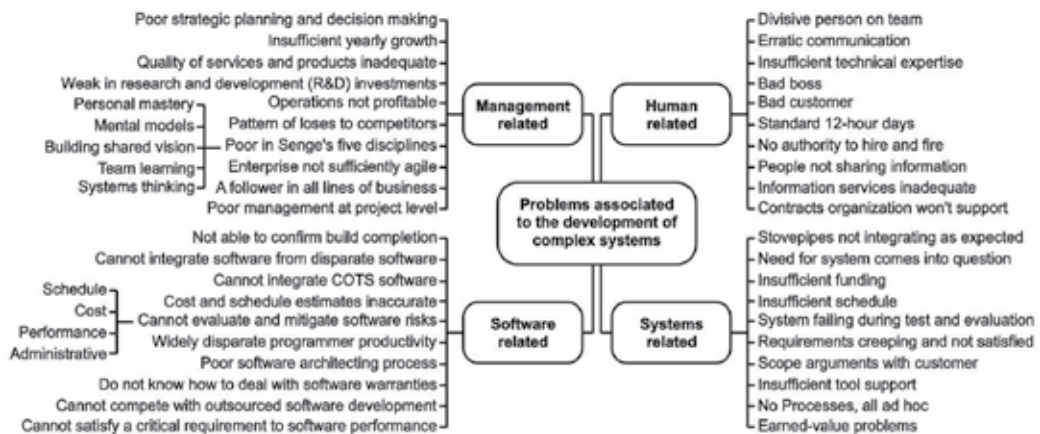 Poor strategic planning and decision making
Insufficient yearly growth
Quality of services and products inadequate
Weak in research and development (R&D) investments
Operations not profitable
Pattern of loses to competitors
Poor in Senge's five disciplines
Enterprise not sufficiently agile
A follower in all lines of business
Poor management at project level
Personal mastery
Mental models
Building shared vision
Team learning
Systems thinking
Management
related
Human
related
Divisive person on team
Erratic communication
Insufficient technical expertise
Bad boss
Bad customer
Standard 12-hour days
No authority to hire and fire
People not sharing information
Information services inadequate
Contracts organization won't support
Problems associated
to the development of
complex systems
Not able to confirm build completion
Cannot integrate software from disparate software
Cannot integrate COTS software
Cost and schedule estimates inaccurate
Cannot evaluate and mitigate software risks
Widely disparate programmer productivity
Poor software architecting process
Do not know how to deal with software warranties
Cannot compete with outsourced software development
Cannot satisfy a critical requirement to software performance
Schedule
Cost
Performance
Administrative
Software
related
Systems
related
Stovepipes not integrating as expected
Need for system comes into question
Insufficient funding
Insufficient schedule
System failing during test and evaluation
Requirements creeping and not satisfied
Scope arguments with customer
Insufficient tool support
No Processes, all ad hoc
Earned-value problems